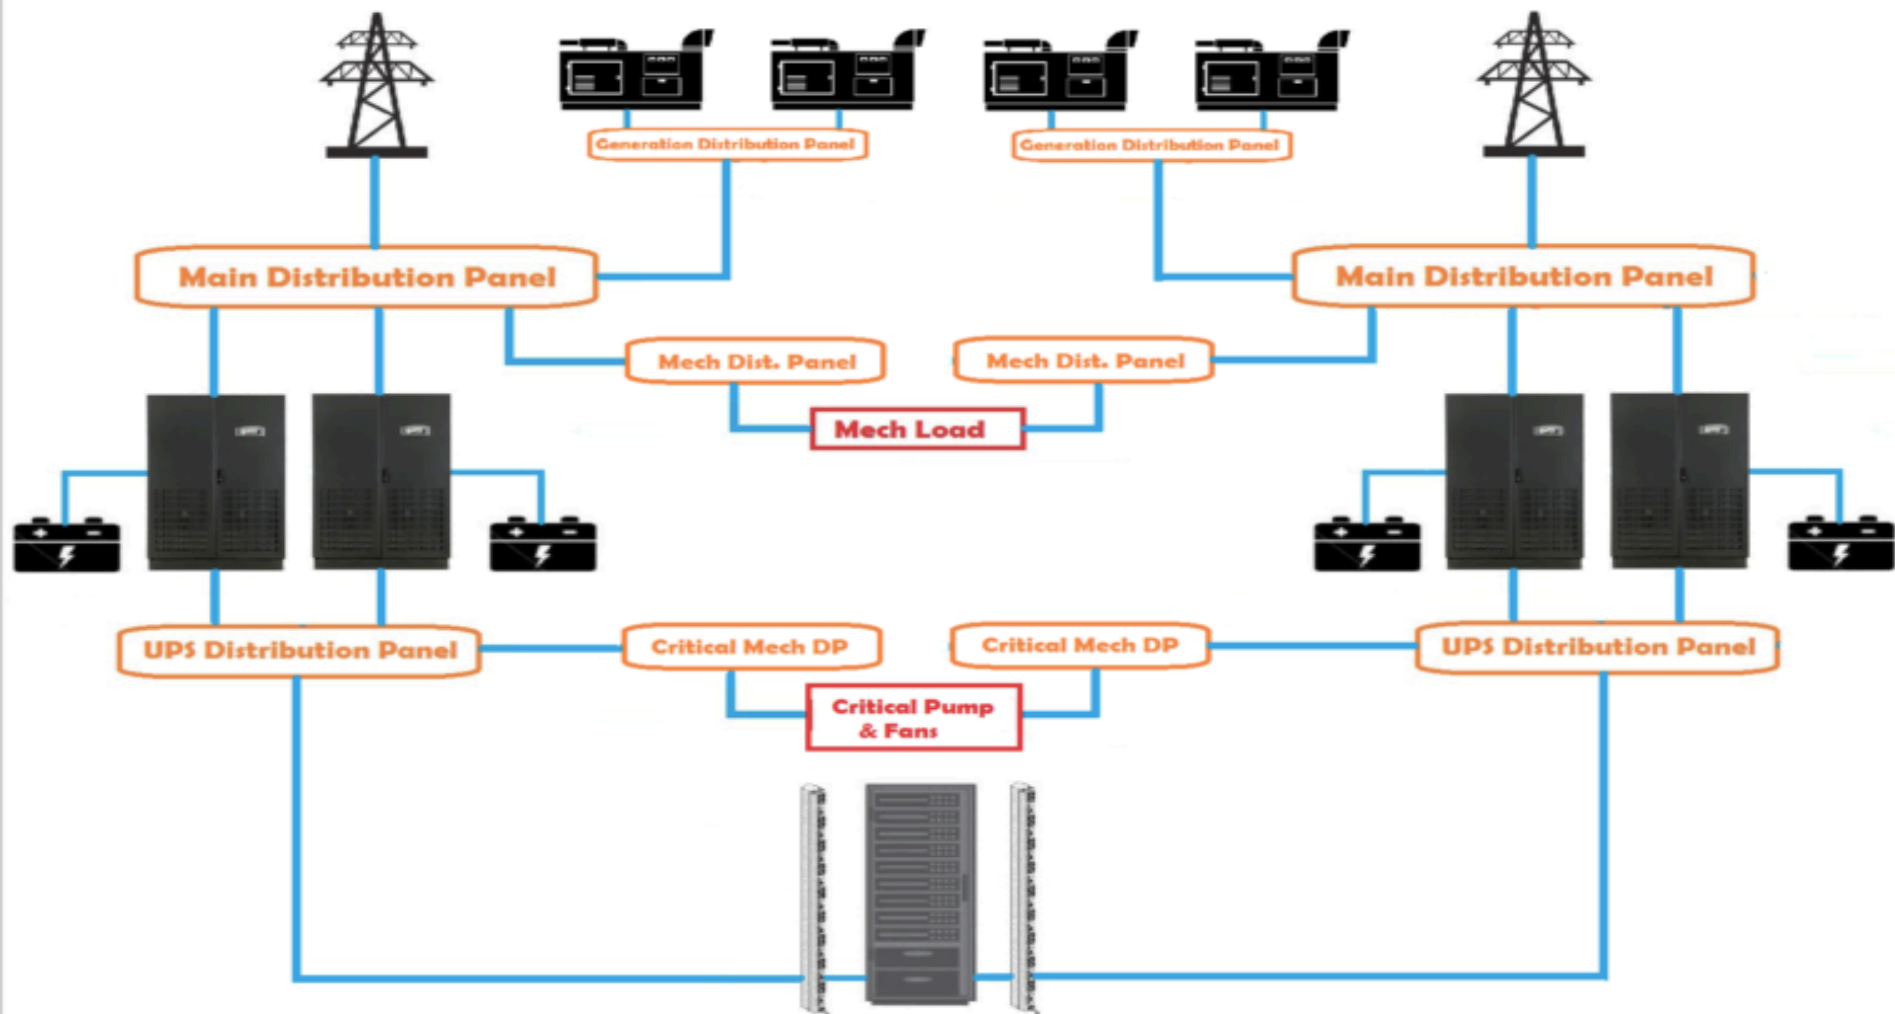 Generation Distribution Panel
Generation Distribution Panel
Main Distribution Panel
Main Distribution Panel
Mech Dist. Panel
Mech Dist. Panel
Mech Load
UPS Distribution Panel
Critical Mech DP
Critical Mech DP
UPS Distribution Panel
Critical Pump
& Fans